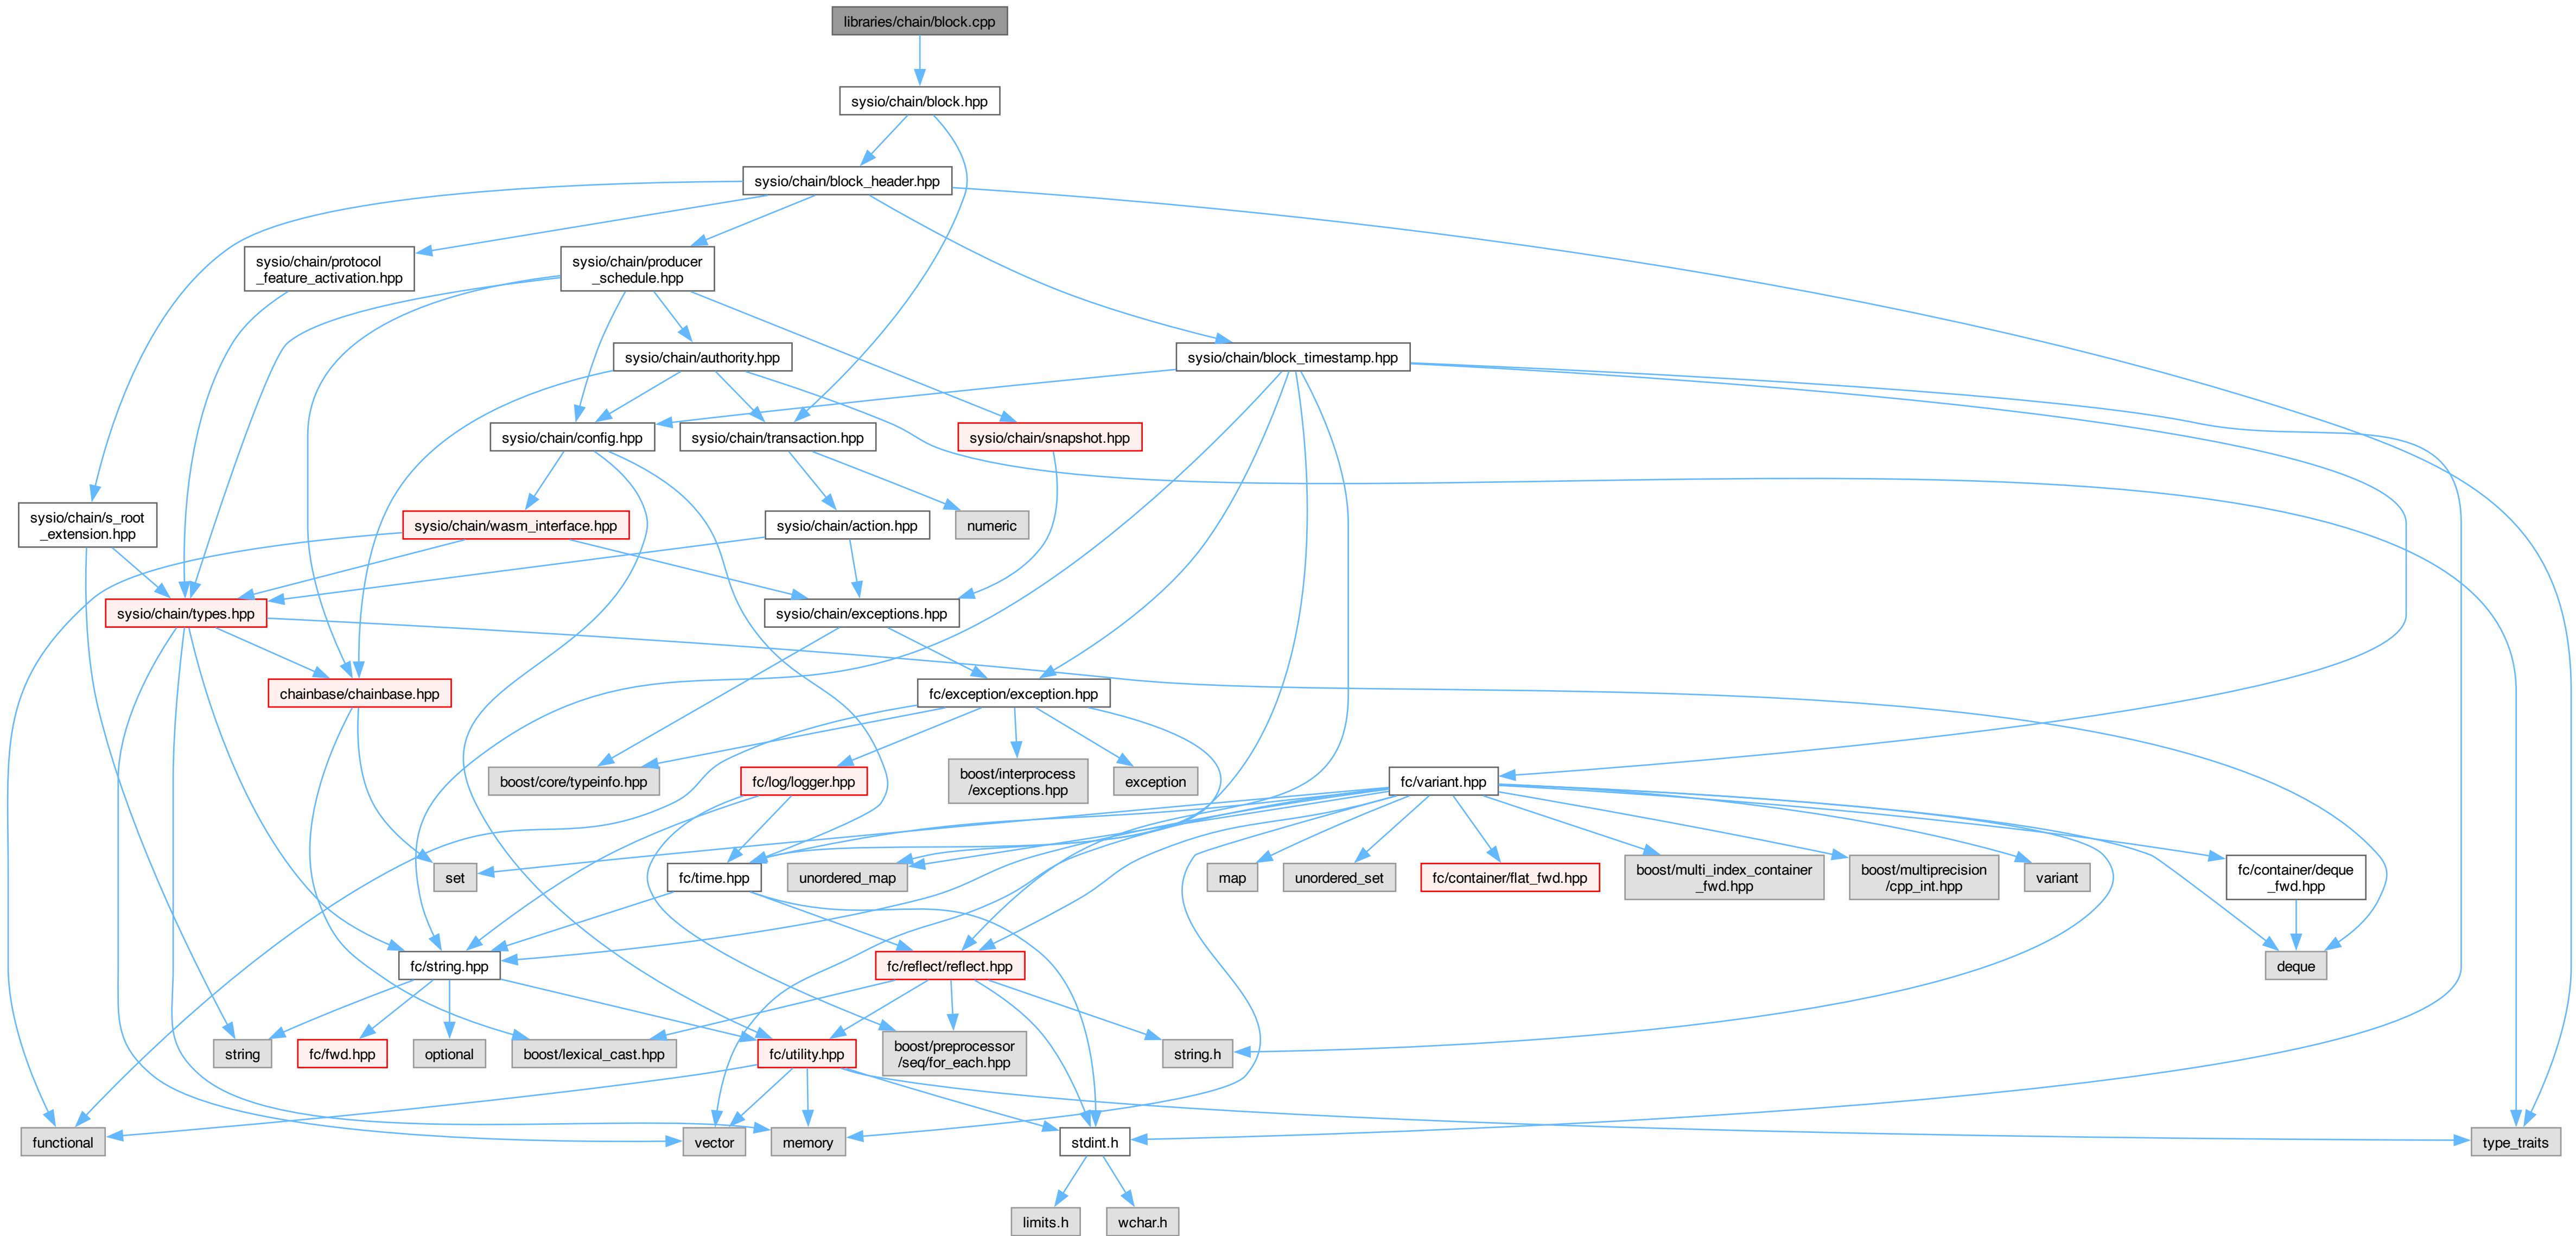 libraries/chain/block.cpp
sysio/chain/block.hpp
sysio/chain/block_header.hpp
sysio/chain/protocol
_feature_activation.hpp
sysio/chain/producer
_schedule.hpp
sysio/chain/authority.hpp
sysio/chain/block_timestamp.hpp
sysio/chain/config.hpp
sysio/chain/transaction.hpp
sysio/chain/snapshot.hpp
sysio/chain/s_root
_extension.hpp
sysio/chain/wasm_interface.hpp
sysio/chain/action.hpp
numeric
sysio/chain/types.hpp
sysio/chain/exceptions.hpp
chainbase/chainbase.hpp
fc/exception/exception.hpp
boost/core/typeinfo.hpp
fc/log/logger.hpp
boost/interprocess
/exceptions.hpp
exception
fc/variant.hpp
set
fc/time.hpp
unordered_map
map
unordered_set
fc/container/flat_fwd.hpp
boost/multi_index_container
_fwd.hpp
boost/multiprecision
/cpp_int.hpp
variant
fc/container/deque
_fwd.hpp
fc/string.hpp
fc/reflect/reflect.hpp
deque
string
fc/fwd.hpp
optional
boost/lexical_cast.hpp
fc/utility.hpp
boost/preprocessor
/seq/for_each.hpp
string.h
functional
vector
memory
stdint.h
type_traits
limits.h
wchar.h